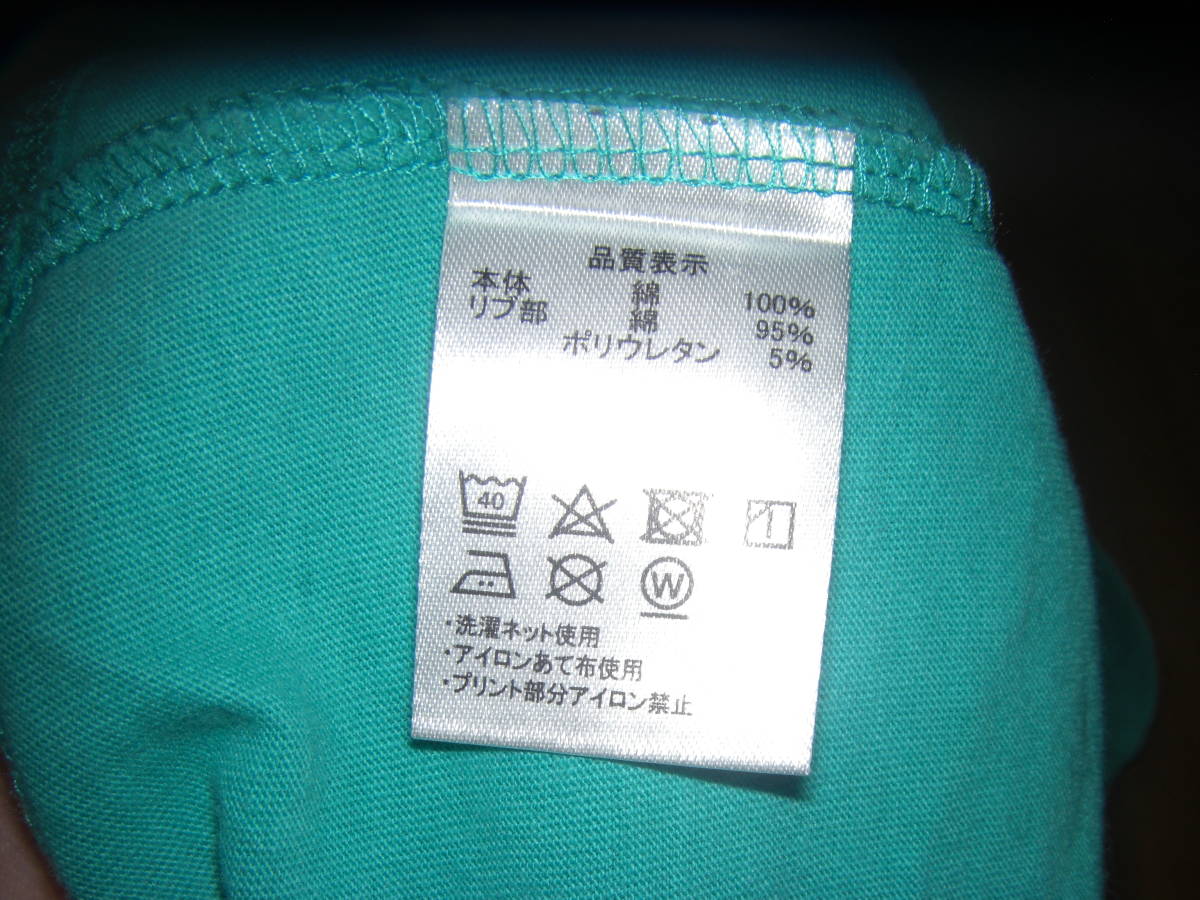 品質表示
本体 綿 100%
リブ部 綿 95%
ポリウレタン 5%
40
W
・洗濯ネット使用
・アイロンあて布使用
・プリント部分アイロン禁止